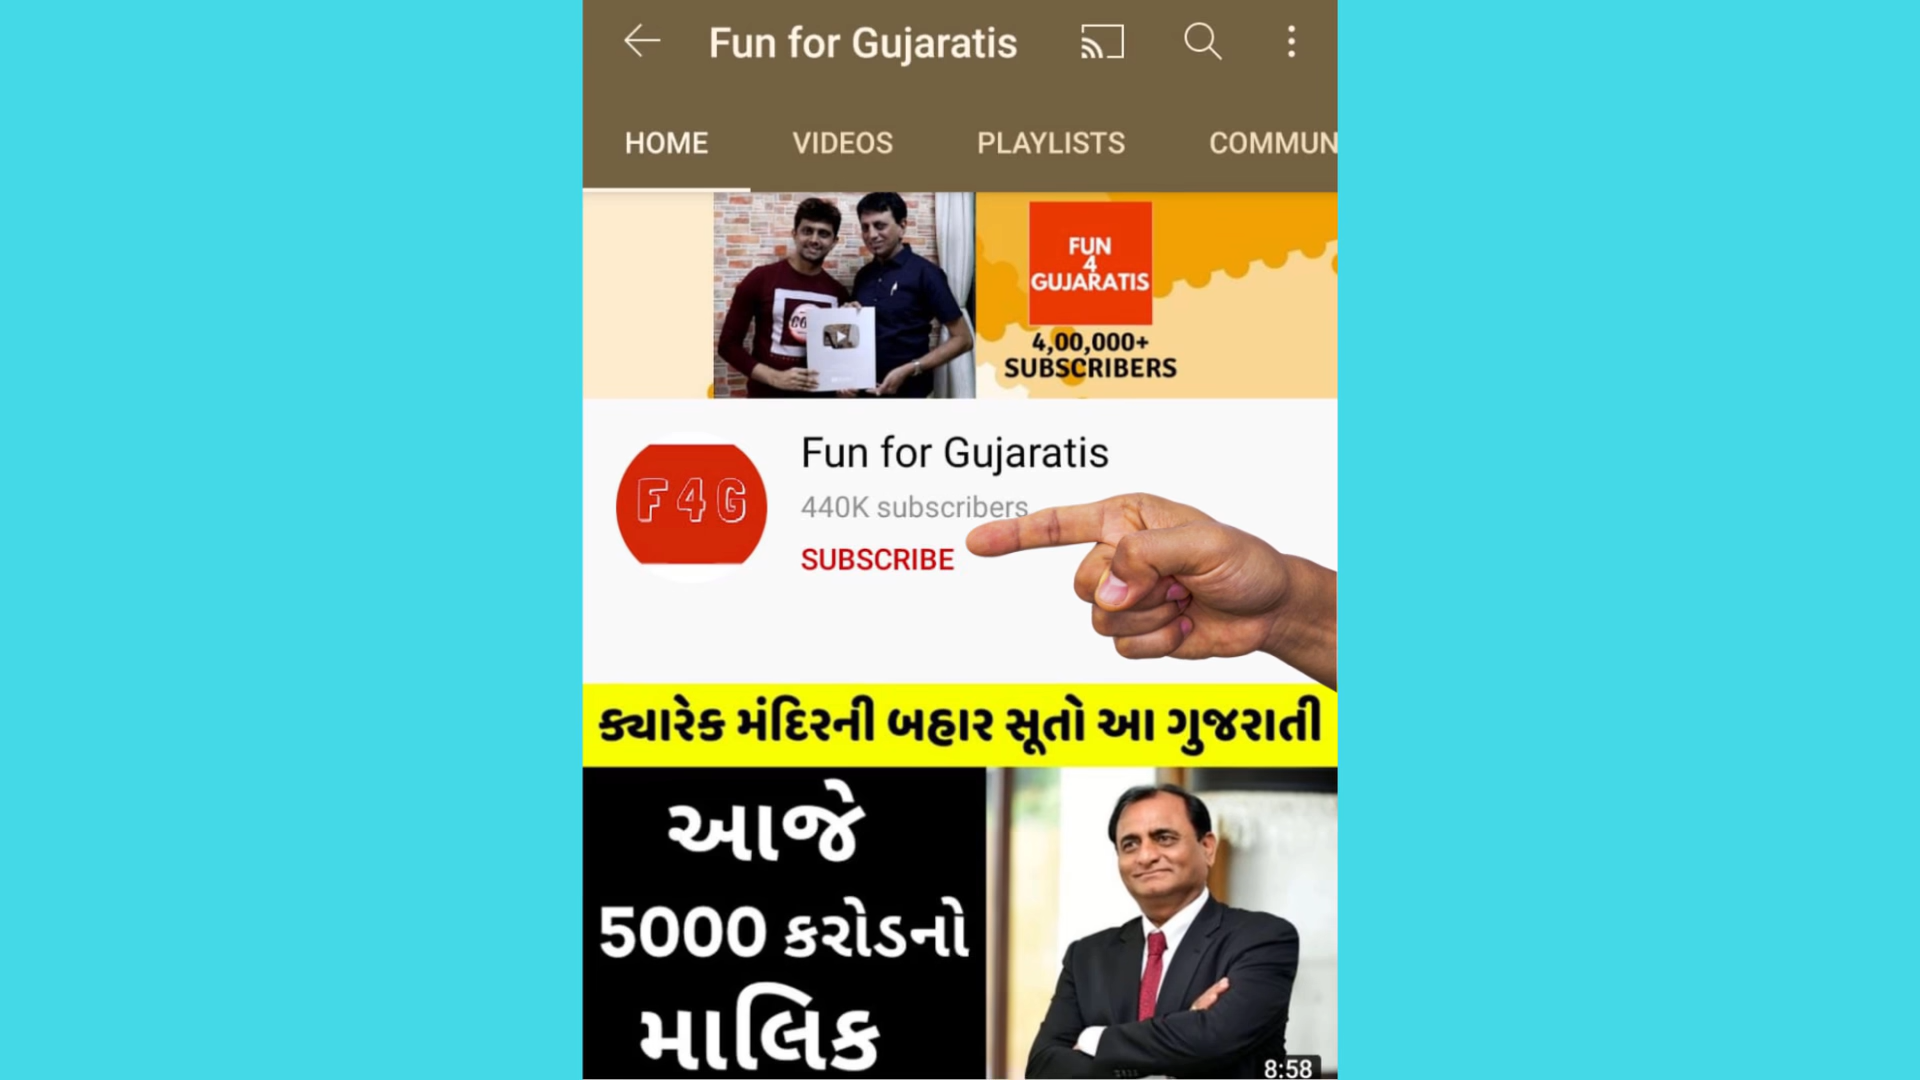 Fun for Gujaratis
HOME VIDEOS PLAYLISTS COMMUN
FUN
4
GUJARATIS
4,00,000+
SUBSCRIBERS
F4G
Fun for Gujaratis
440K subscribers
SUBSCRIBE
ક્યારેક મંદિરની બહાર સૂતો આ ગુજરાતી
આજે
5000 કરોડનો
માલિક
8:58